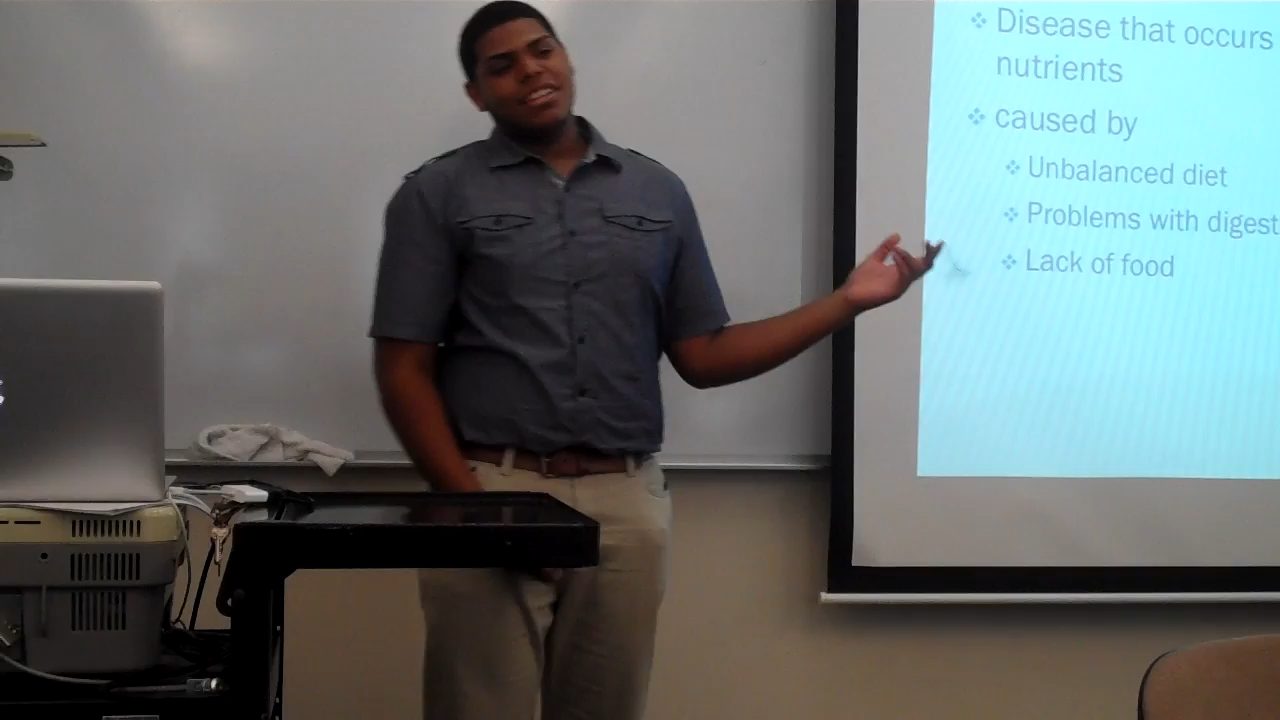 Disease that occurs
nutrients
caused by
Unbalanced diet
Problems with digest
Lack of food